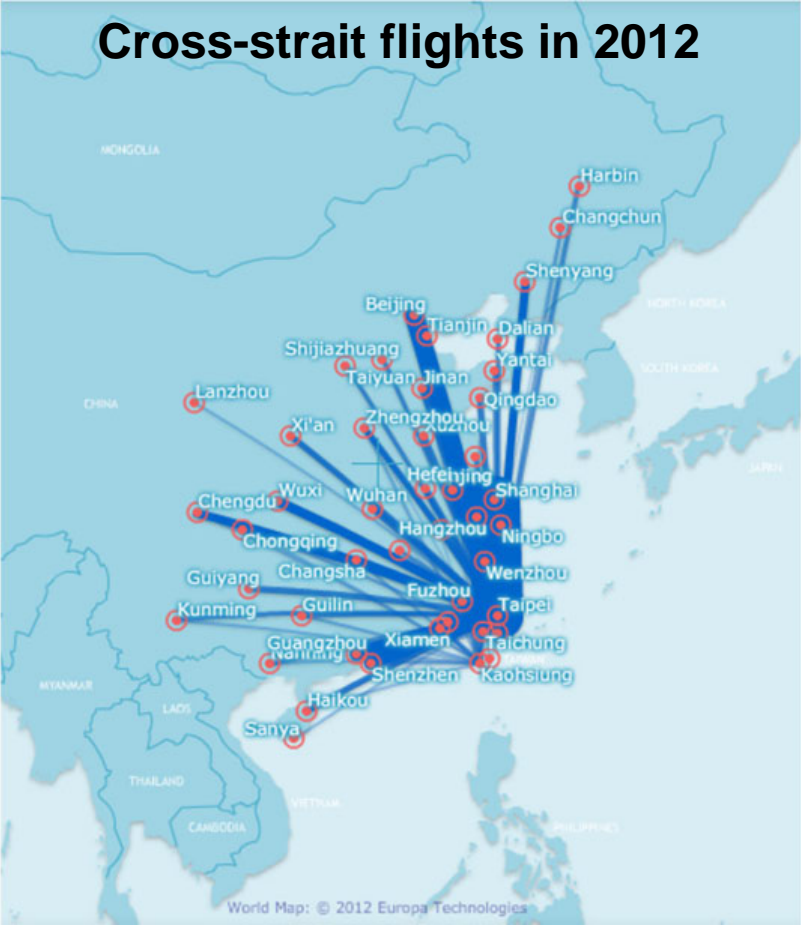 Cross-strait flights in 2012
MONGOLIA
Harbin
Changchun
Shenyang
Beijing
NORTH KOREA
Tianjin
Dalian
Shijiazhuang
Yantai
SOUTH KOREA
Taiyuan
Jinan
Lanzhou
CHINA
Qingdao
Zhengzhou
Xuzhou
Xi'an
JAPAN
Hefei
Wuxi
Wuhan
Shanghai
Chengdu
Hangzhou
Ningbo
Chongqing
Changsha
Wenzhou
Guiyang
Fuzhou
Kunming
Guilin
Taipei
Guangzhou
Xiamen
Taichung
Nanning
TAIWAN
Shenzhen
Kaohsiung
MYANMAR
Haikou
LAOS
Sanya
THAILAND
VIETNAM
CAMBODIA
PHILIPPINES
World Map: © 2012 Europa Technologies